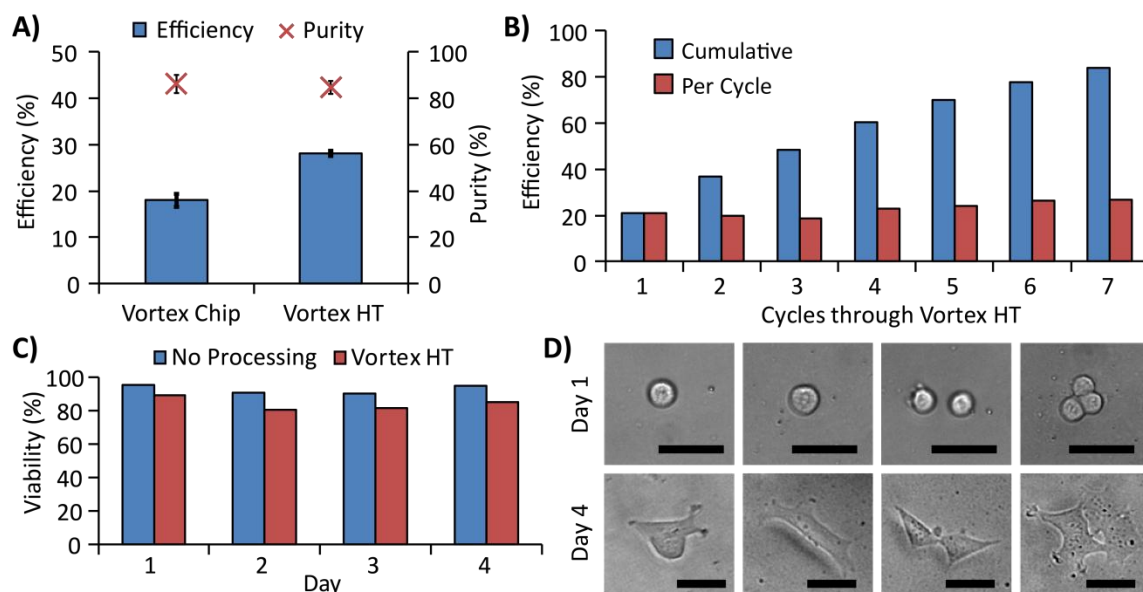 A)
Efficiency
Purity
50
40
30
20
10
0
Efficiency (%)
100
80
60
40
20
0
Purity (%)
Vortex Chip
Vortex HT
B)
100
80
60
40
20
0
Efficiency (%)
Cumulative
Per Cycle
1 2 3 4 5 6 7
Cycles through Vortex HT
C)
No Processing
Vortex HT
100
80
60
40
20
0
Viability (%)
1 2 3 4
Day
D)
Day 1
Day 4